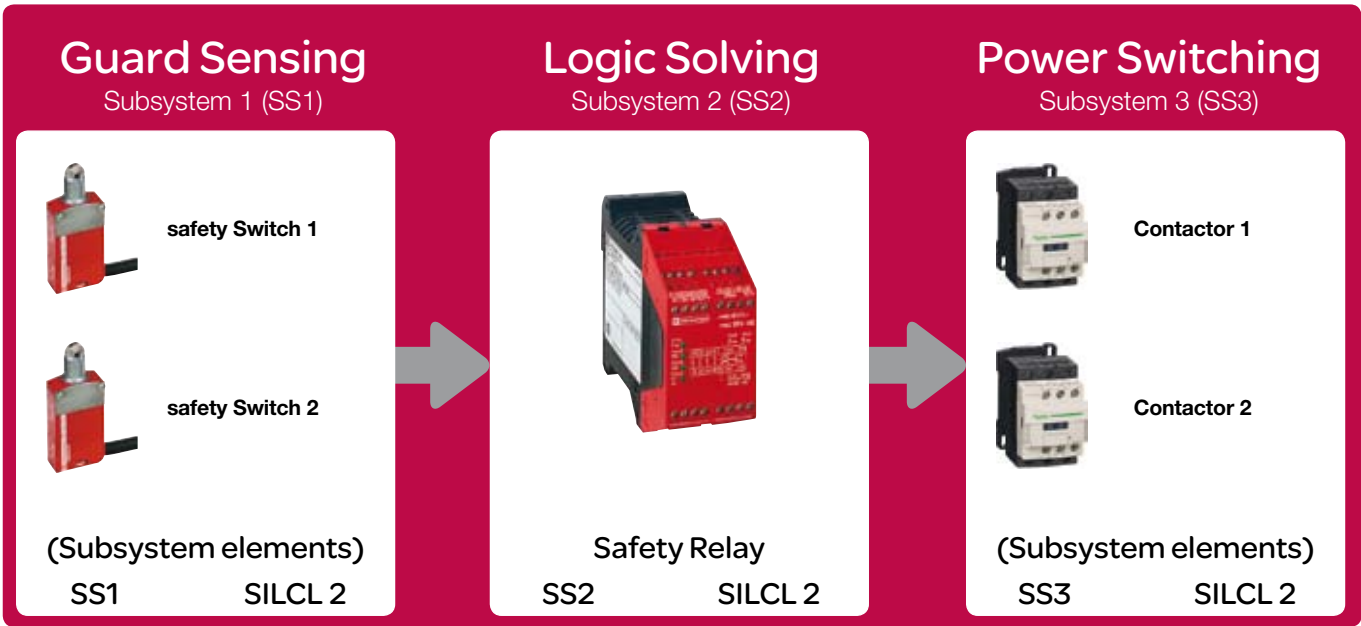 Guard Sensing
Subsystem 1 (SS1)
safety Switch 1
safety Switch 2
(Subsystem elements)
SS1 SILCL 2
Logic Solving
Subsystem 2 (SS2)
Safety Relay
SS2 SILCL 2
Power Switching
Subsystem 3 (SS3)
Contactor 1
Contactor 2
(Subsystem elements)
SS3 SILCL 2